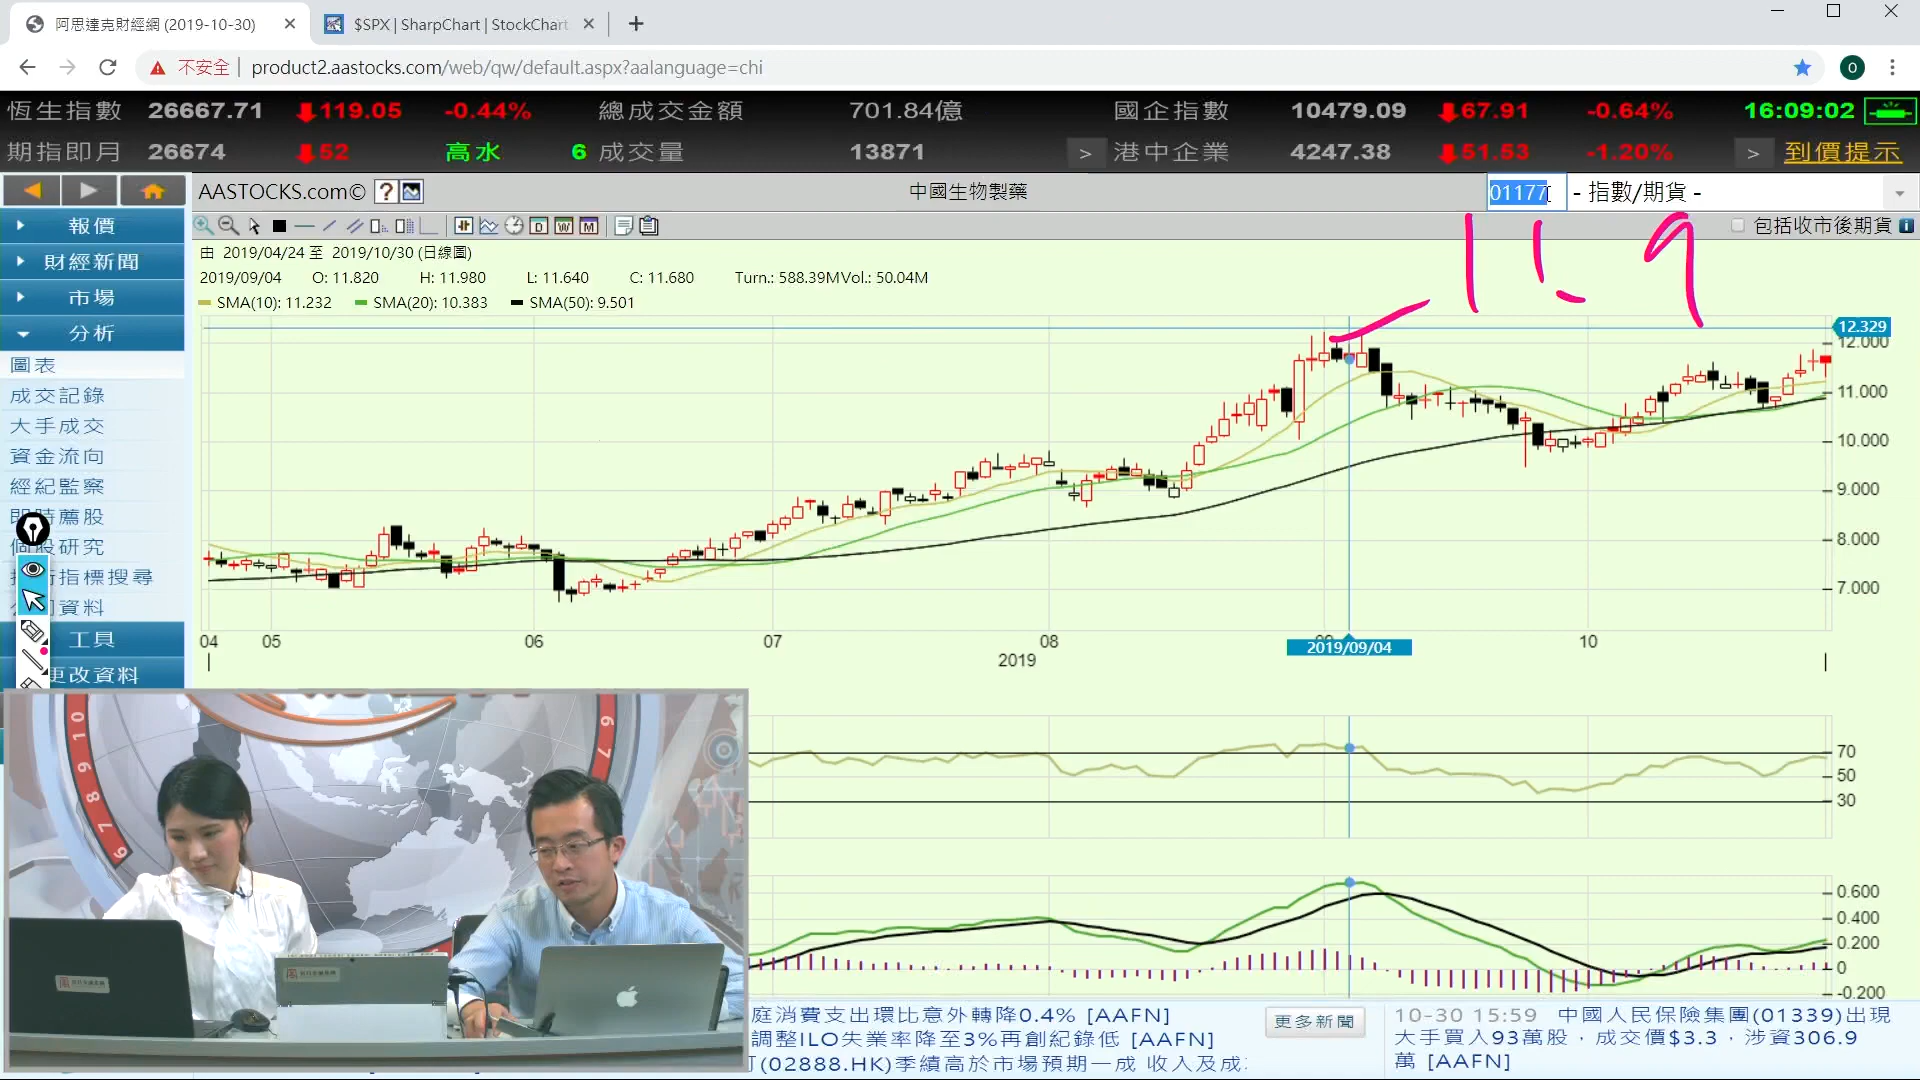 阿思達克財經網 (2019-10-30)
$SPX | SharpChart | StockChart
不安全
product2.aastocks.com/web/qw/default.aspx?aalanguage=chi
恆生指數 26667.71 119.05 -0.44% 總成交金額 701.84億 國企指數 10479.09 67.91 -0.64% 16:09:02
期指即月 26674 52 高水 6 成交量 13871 > 港中企業 4247.38 51.53 -1.20% > 到價提示
AASTOCKS.com© ? 中國生物製藥 01177 - 指數/期貨 -
D W M 包括收市後期貨 i
11.9
由 2019/04/24 至 2019/10/30 (日線圖)
2019/09/04 O: 11.820 H: 11.980 L: 11.640 C: 11.680 Turn.: 588.39MVol.: 50.04M
SMA(10): 11.232 SMA(20): 10.383 SMA(50): 9.501
報價
財經新聞
市場
分析
圖表
成交記錄
大手成交
資金流向
經紀監察
即時薦股
個股研究
指標搜尋
資料
工具
更改資料
12.329
12.000
11.000
10.000
9.000
8.000
7.000
04 05 06 07 08 2019/09/04 10
2019
70
50
30
0.600
0.400
0.200
0
-0.200
10
9
8
7
6
6
7
庭消費支出環比意外轉降0.4% [AAFN]
調整ILO失業率降至3%再創紀錄低 [AAFN]
(02888.HK)季績高於市場預期一成 收入及成
更多新聞
10-30 15:59 中國人民保險集團(01339)出現
大手買入93萬股，成交價$3.3，涉資306.9
萬 [AAFN]